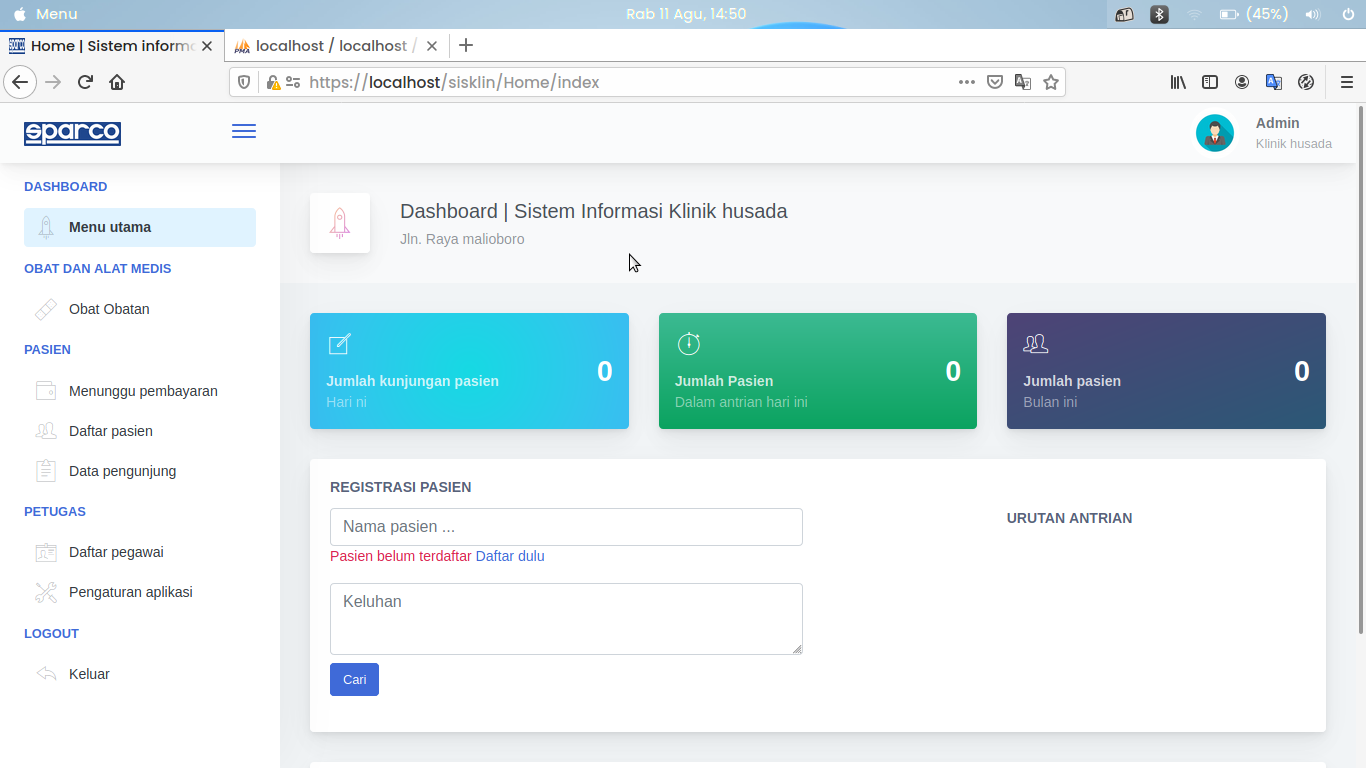 Menu
Rab 11 Agu, 14:50
(45%)
Home | Sistem informa
localhost / localhost /
https://localhost/sisklin/Home/index
sparco
Admin
Klinik husada
DASHBOARD
Menu utama
OBAT DAN ALAT MEDIS
Obat Obatan
PASIEN
Menunggu pembayaran
Daftar pasien
Data pengunjung
PETUGAS
Daftar pegawai
Pengaturan aplikasi
LOGOUT
Keluar
Dashboard | Sistem Informasi Klinik husada
Jln. Raya malioboro
Jumlah kunjungan pasien
Hari ni
0
Jumlah Pasien
Dalam antrian hari ini
0
Jumlah pasien
Bulan ini
0
REGISTRASI PASIEN
Nama pasien ...
Pasien belum terdaftar Daftar dulu
Keluhan
Cari
URUTAN ANTRIAN